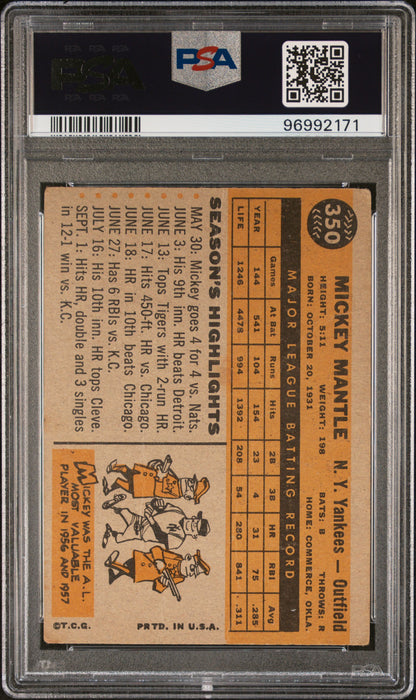 PSA
PSA
96992171
350
MICKEY MANTLE N. Y. Yankees — Outfield
HEIGHT: 5:11 WEIGHT: 198 BATS: B THROWS: R
BORN: OCTOBER 20, 1931 HOME: COMMERCE, OKLA.
MAJOR LEAGUE BATTING RECORD
YEAR Games At Bat Runs Hits 2B 3B HR RBI Avg
YEAR 144 541 104 154 23 4 31 75 .285
LIFE 1246 4478 994 1392 208 54 280 841 .311
SEASON'S HIGHLIGHTS
MAY 30: Mickey goes 4 for 4 vs. Nats.
JUNE 3: His 9th inn. HR beats Detroit.
JUNE 13: Tops Tigers with 2-run HR.
JUNE 17: Hits 450-ft. HR vs. Chicago.
JUNE 18: HR in 10th beats Chicago.
JUNE 27: Has 6 RBIs vs. K.C.
JULY 16: His 10th inn. HR tops Cleve.
SEPT. 1: Hits HR, double and 3 singles
in 12-1 win vs. K.C.
MICKEY WAS THE A.L.
MOST VALUABLE
PLAYER IN 1956 AND 1957
©T.C.G. PRTD. IN U.S.A.